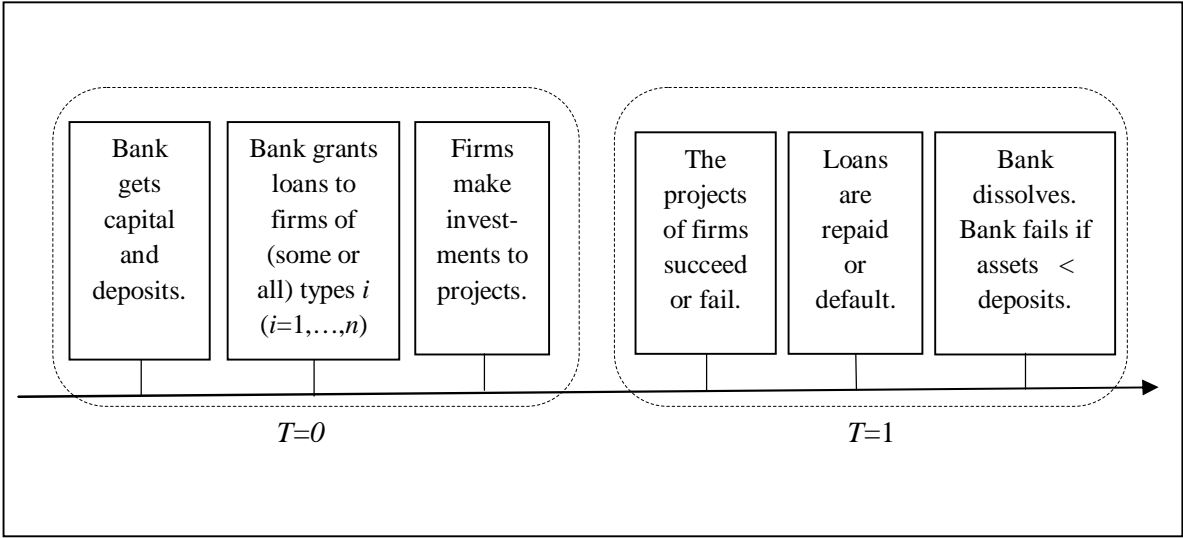 Bank
gets
capital
and
deposits.
Bank grants
loans to
firms of
(some or
all) types i
(i=1,…,n)
Firms
make
invest-
ments to
projects.
The
projects
of firms
succeed
or fail.
Loans
are
repaid
or
default.
Bank
dissolves.
Bank fails if
assets <
deposits.
T=0
T=1